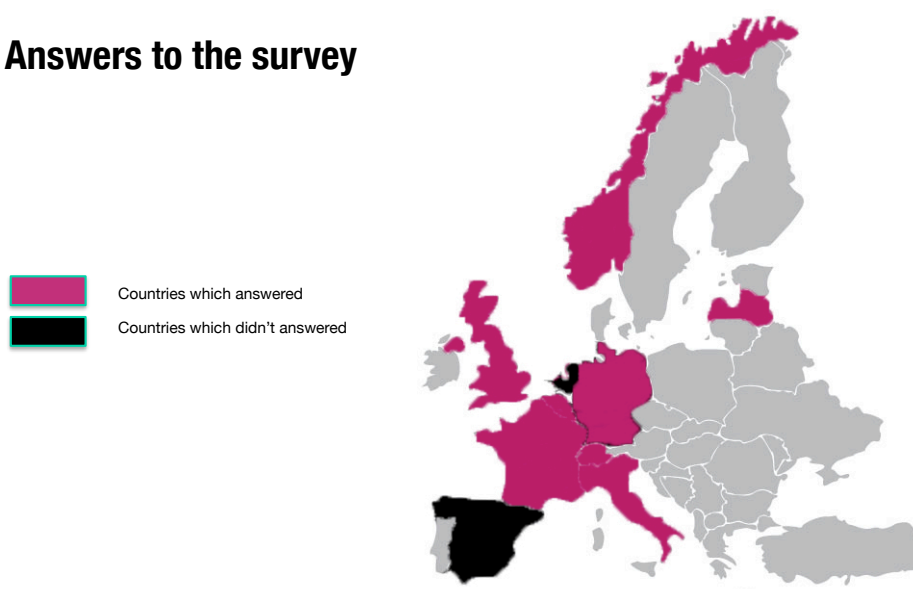 Answers to the survey
Countries which answered
Countries which didn’t answered